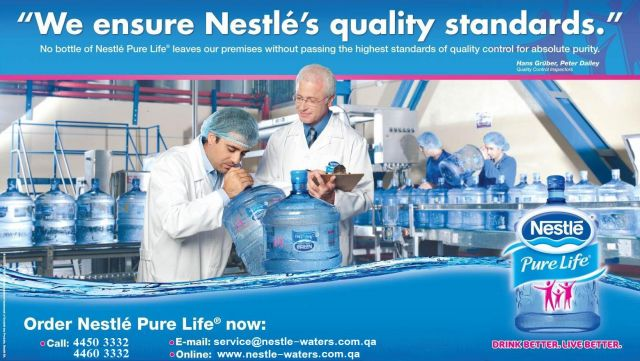 “We ensure Nestlé’s quality standards.”
No bottle of Nestlé Pure Life® leaves our premises without passing the highest standards of quality control for absolute purity.
Hans Grüber, Peter Dailey
Quality Control Inspectors
Nestlé
Pure Life®
DRINK BETTER. LIVE BETTER.
Order Nestlé Pure Life® now:
Call: 4450 3332
4460 3332
E-mail: service@nestle-waters.com.qa
Online: www.nestle-waters.com.qa